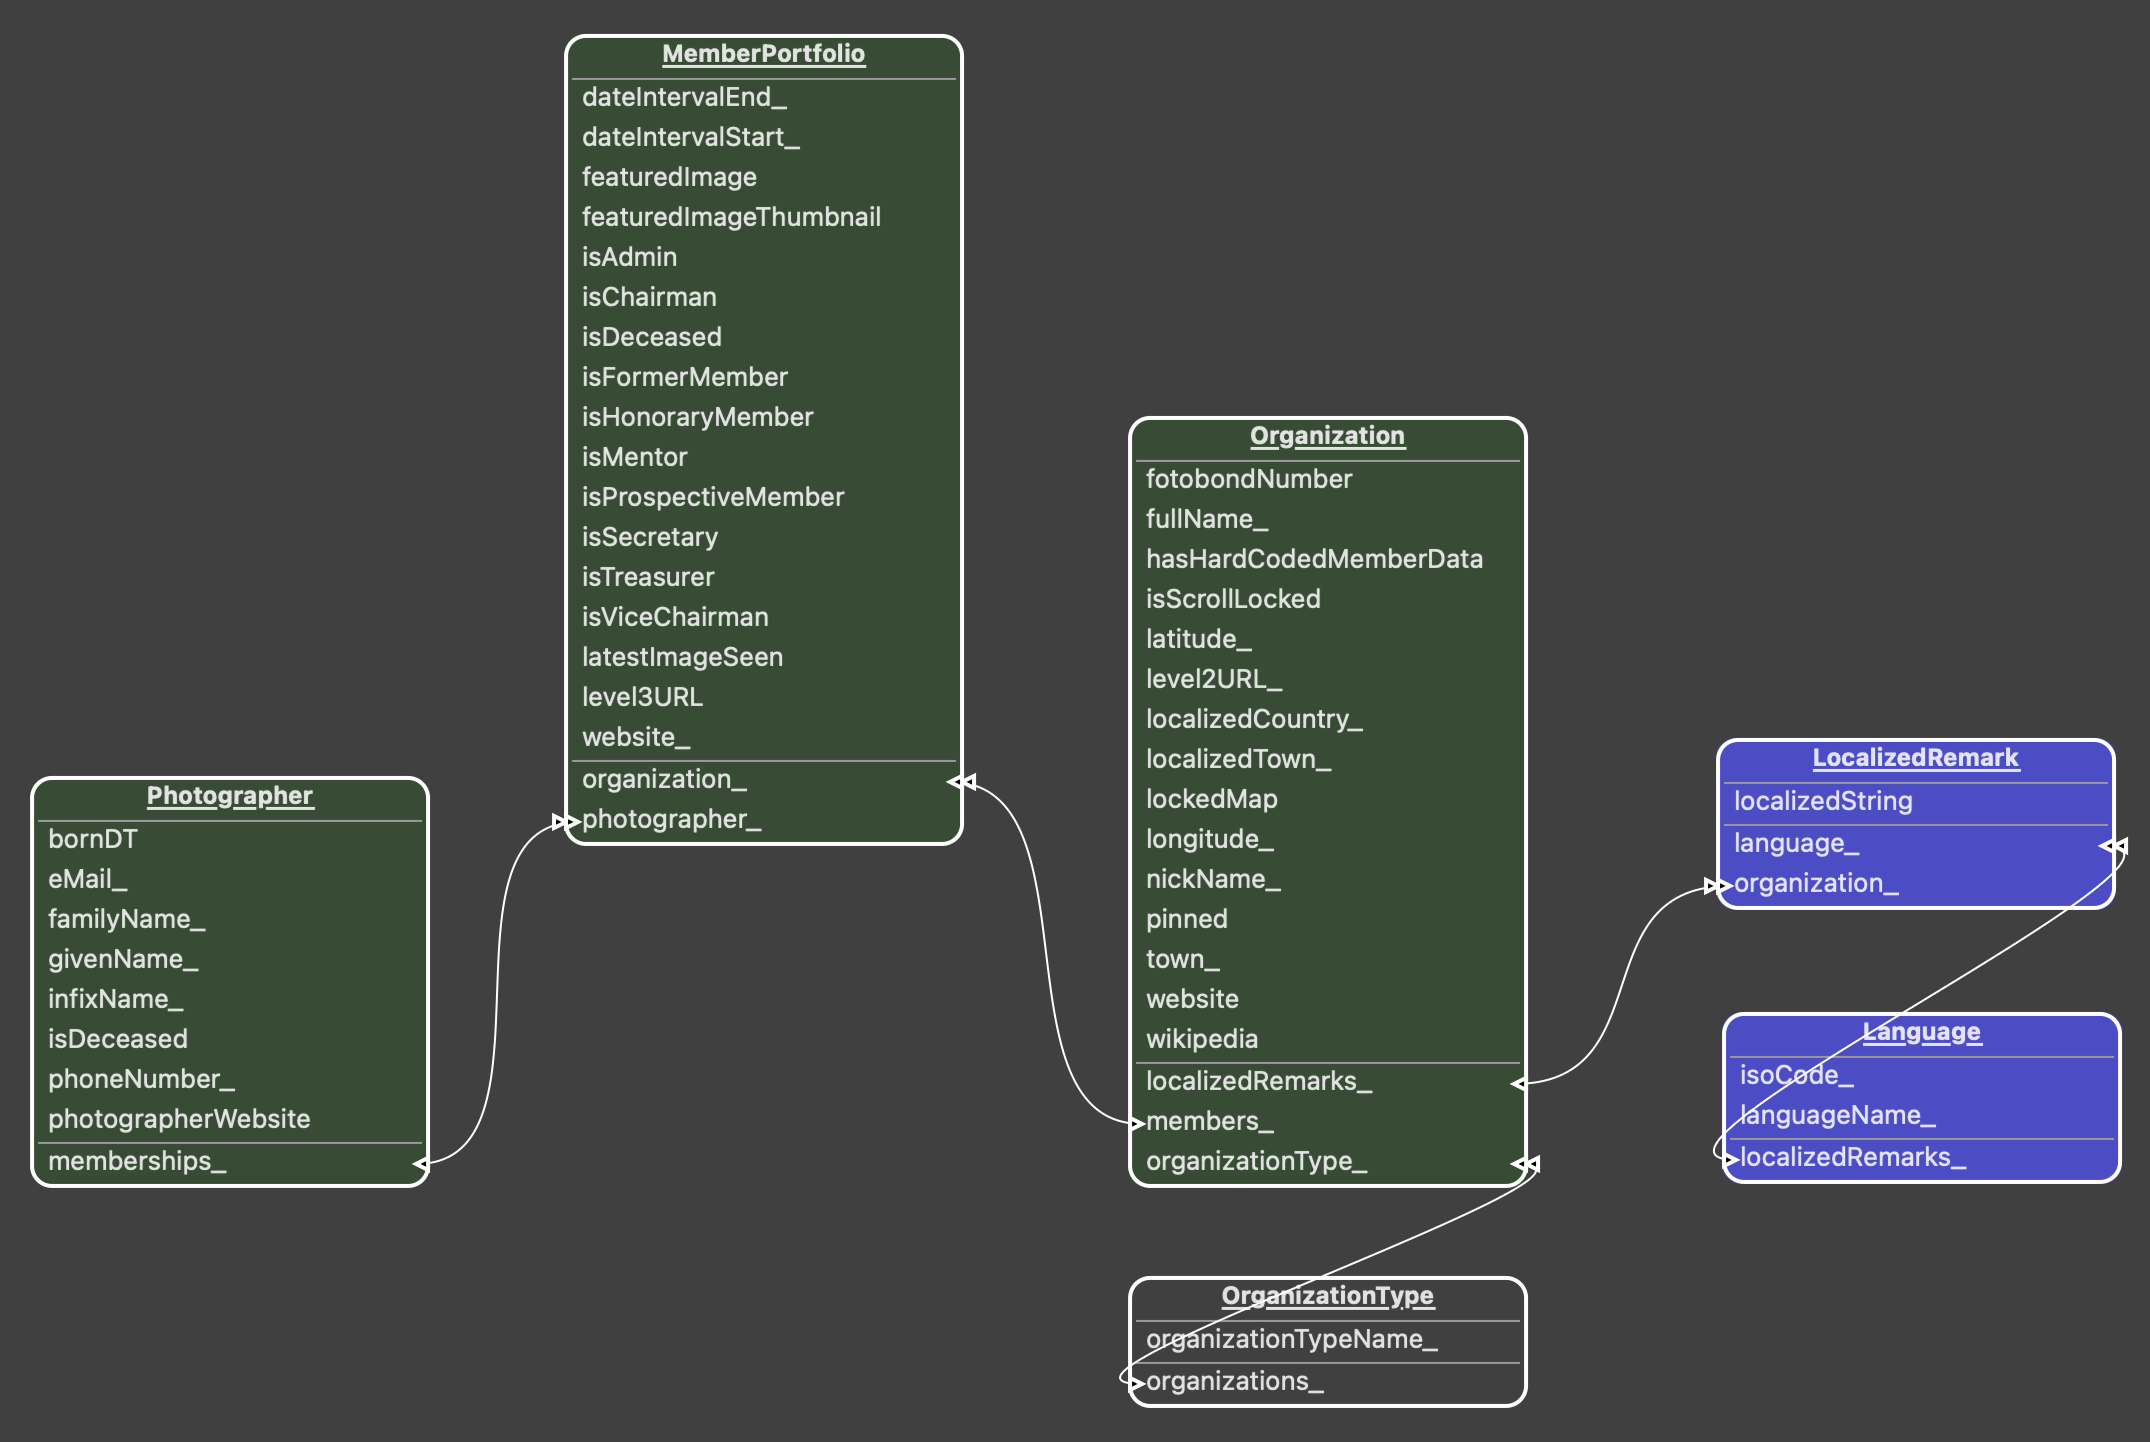 MemberPortfolio
dateIntervalEnd_
dateIntervalStart_
featuredImage
featuredImageThumbnail
isAdmin
isChairman
isDeceased
isFormerMember
isHonoraryMember
isMentor
isProspectiveMember
isSecretary
isTreasurer
isViceChairman
latestImageSeen
level3URL
website_
organization_
photographer_
Photographer
bornDT
eMail_
familyName_
givenName_
infixName_
isDeceased
phoneNumber_
photographerWebsite
memberships_
Organization
fotobondNumber
fullName_
hasHardCodedMemberData
isScrollLocked
latitude_
level2URL_
localizedCountry_
localizedTown_
lockedMap
longitude_
nickName_
pinned
town_
website
wikipedia
localizedRemarks_
members_
organizationType_
OrganizationType
organizationTypeName_
organizations_
LocalizedRemark
localizedString
language_
organization_
Language
isoCode_
languageName_
localizedRemarks_